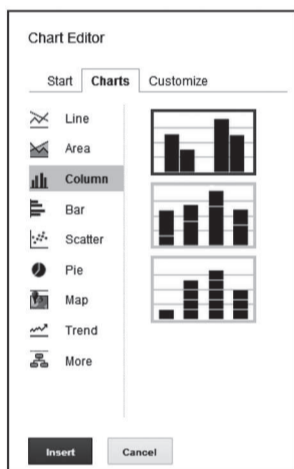 Chart Editor
Start Charts Customize
Line
Area
Column
Bar
Scatter
Pie
Map
Trend
More
Insert Cancel